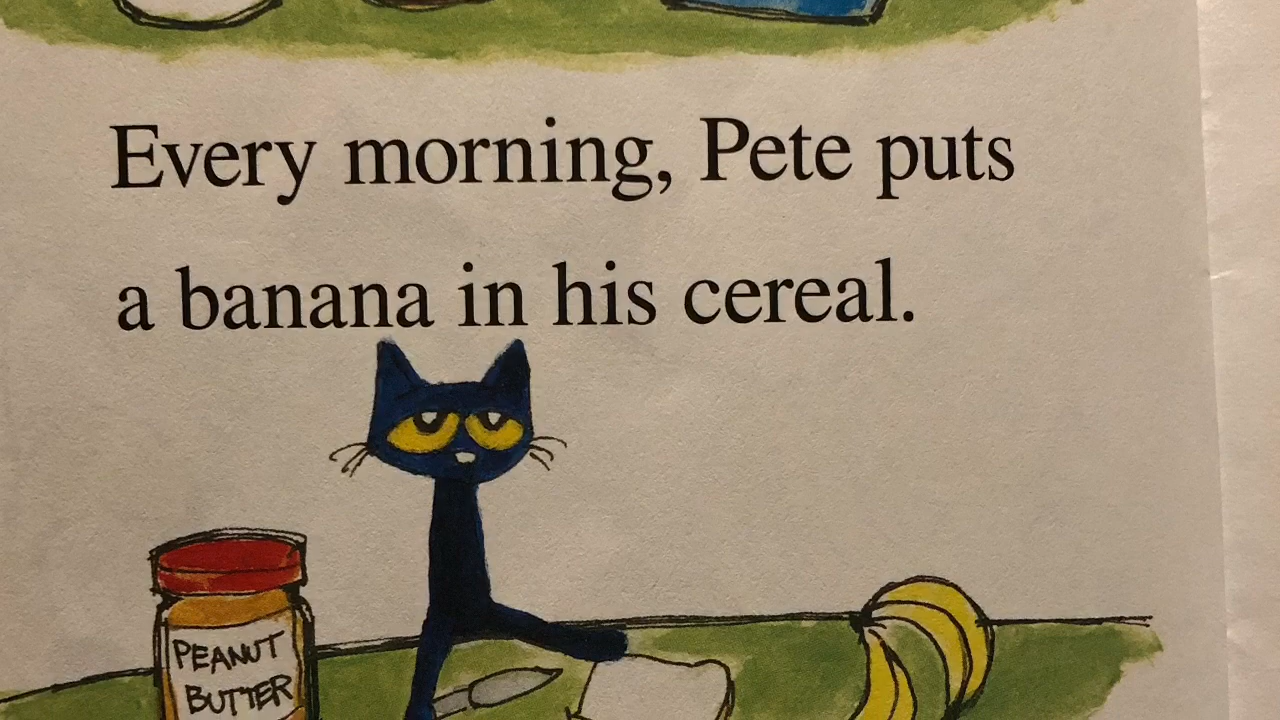 Every morning, Pete puts
a banana in his cereal.
PEANUT
BUTTER